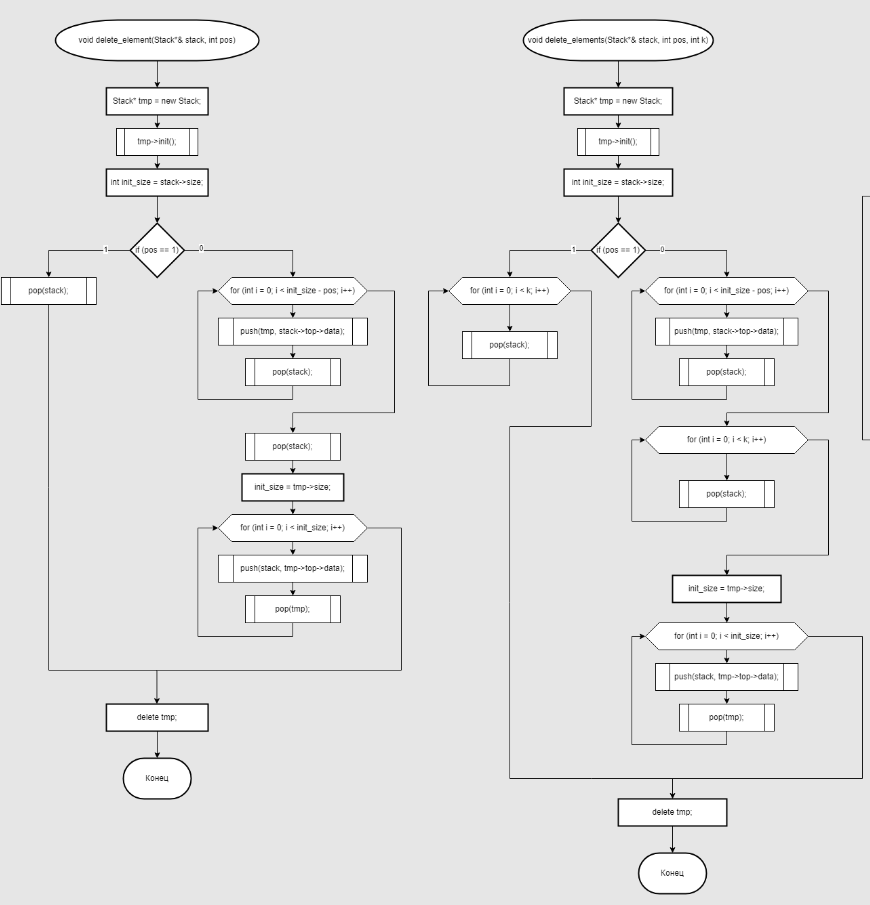 void delete_element(Stack*& stack, int pos)
Stack* tmp = new Stack;
tmp->init();
int init_size = stack->size;
if (pos == 1)
1
0
pop(stack);
for (int i = 0; i < init_size - pos; i++)
push(tmp, stack->top->data);
pop(stack);
pop(stack);
init_size = tmp->size;
for (int i = 0; i < init_size; i++)
push(stack, tmp->top->data);
pop(tmp);
delete tmp;
Конец
void delete_elements(Stack*& stack, int pos, int k)
Stack* tmp = new Stack;
tmp->init();
int init_size = stack->size;
if (pos == 1)
1
0
for (int i = 0; i < k; i++)
pop(stack);
for (int i = 0; i < init_size - pos; i++)
push(tmp, stack->top->data);
pop(stack);
for (int i = 0; i < k; i++)
pop(stack);
init_size = tmp->size;
for (int i = 0; i < init_size; i++)
push(stack, tmp->top->data);
pop(tmp);
delete tmp;
Конец